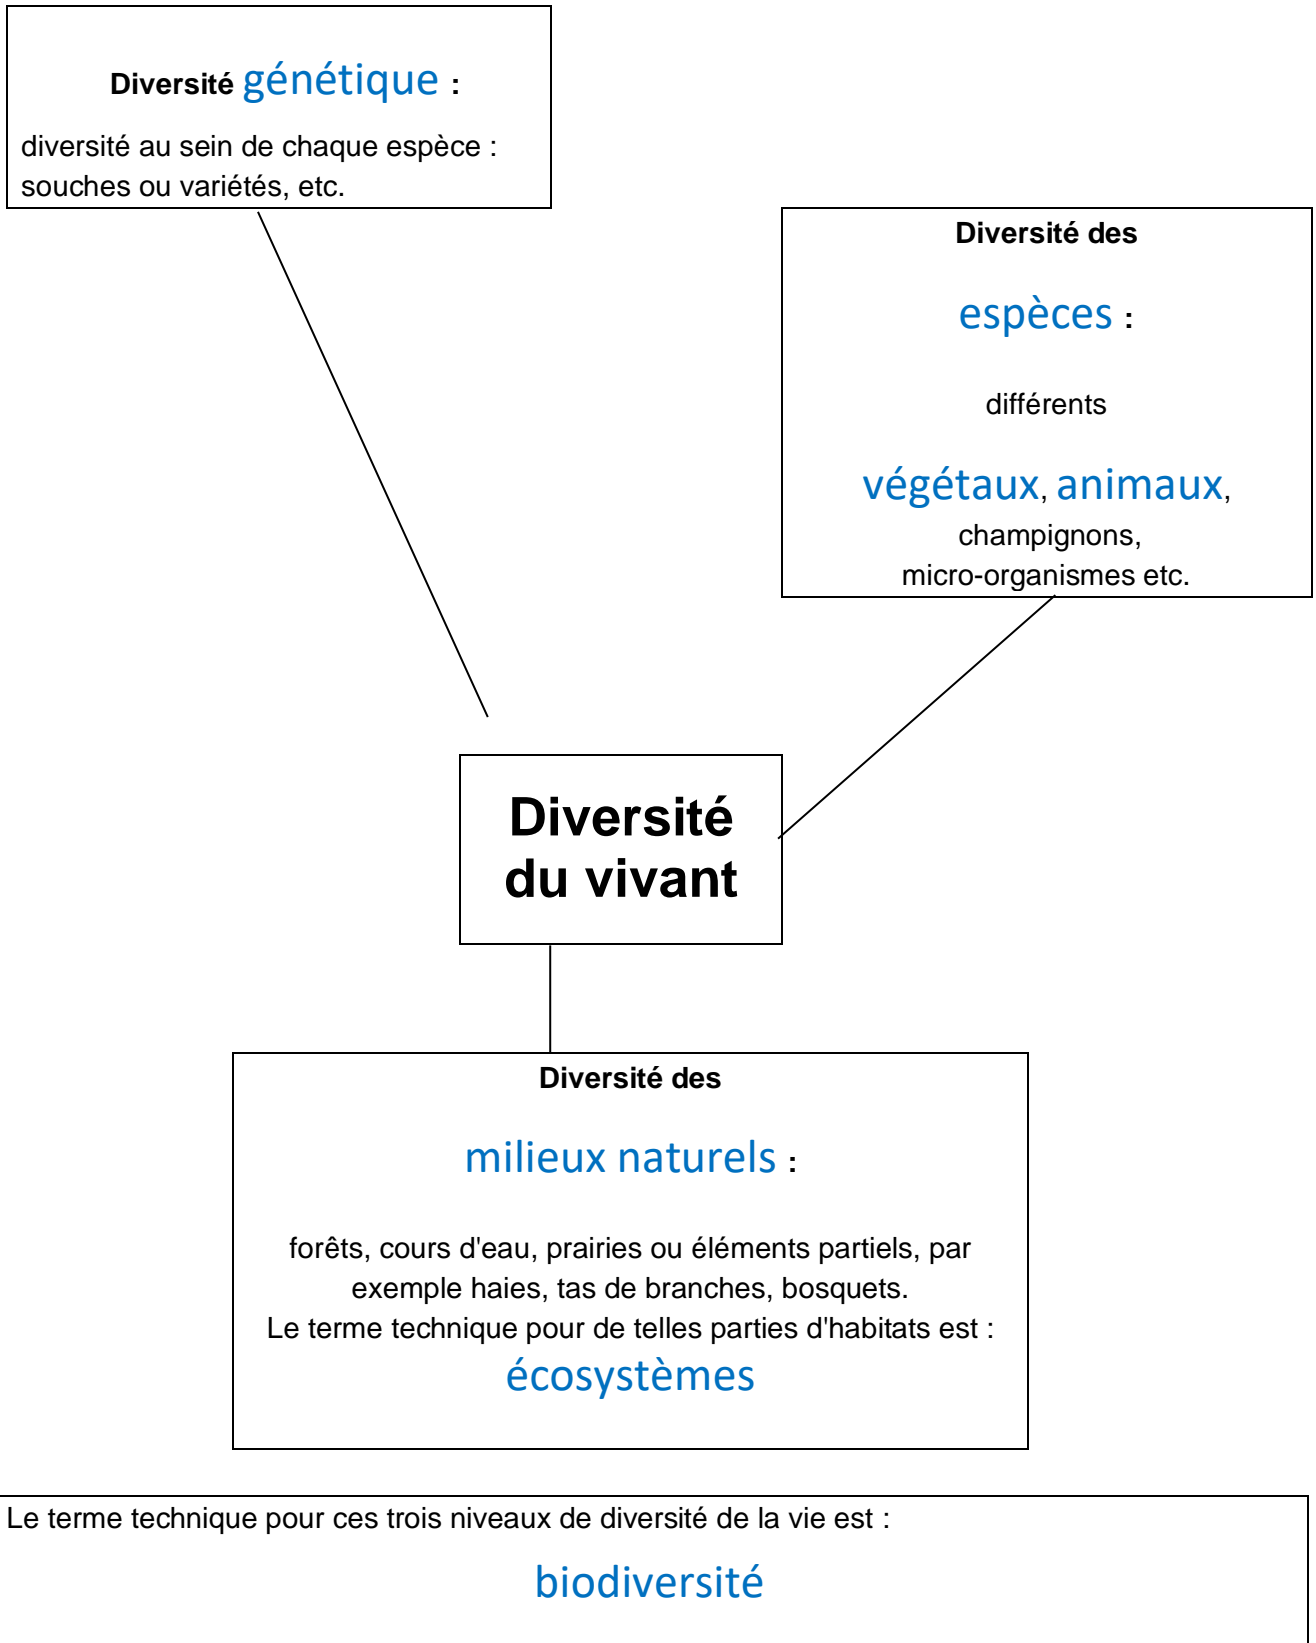 Diversité génétique :
diversité au sein de chaque espèce :
souches ou variétés, etc.
Diversité des
espèces :
différents
végétaux, animaux,
champignons,
micro-organismes etc.
Diversité
du vivant
Diversité des
milieux naturels :
forêts, cours d'eau, prairies ou éléments partiels, par
exemple haies, tas de branches, bosquets.
Le terme technique pour de telles parties d'habitats est :
écosystèmes
Le terme technique pour ces trois niveaux de diversité de la vie est :
biodiversité